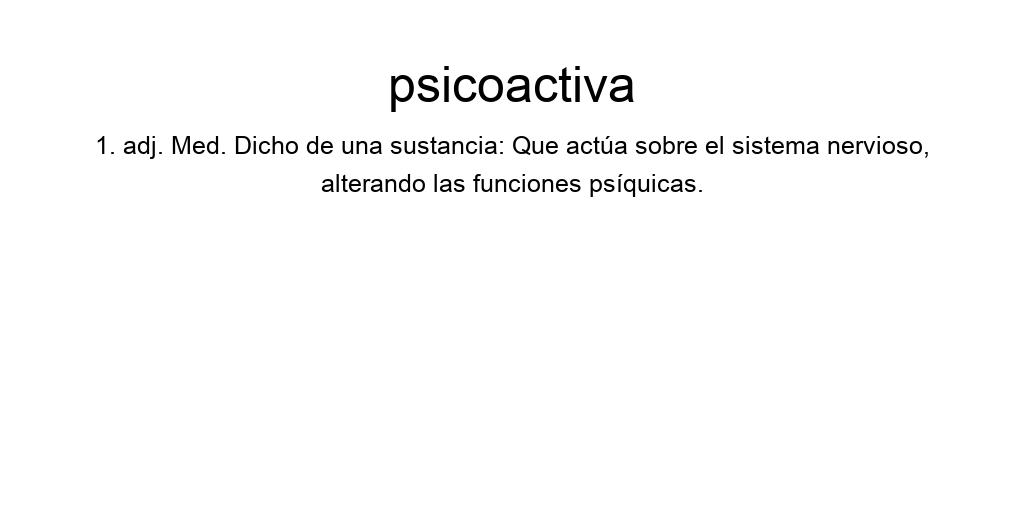 psicoactiva
1. adj. Med. Dicho de una sustancia: Que actúa sobre el sistema nervioso,
alterando las funciones psíquicas.